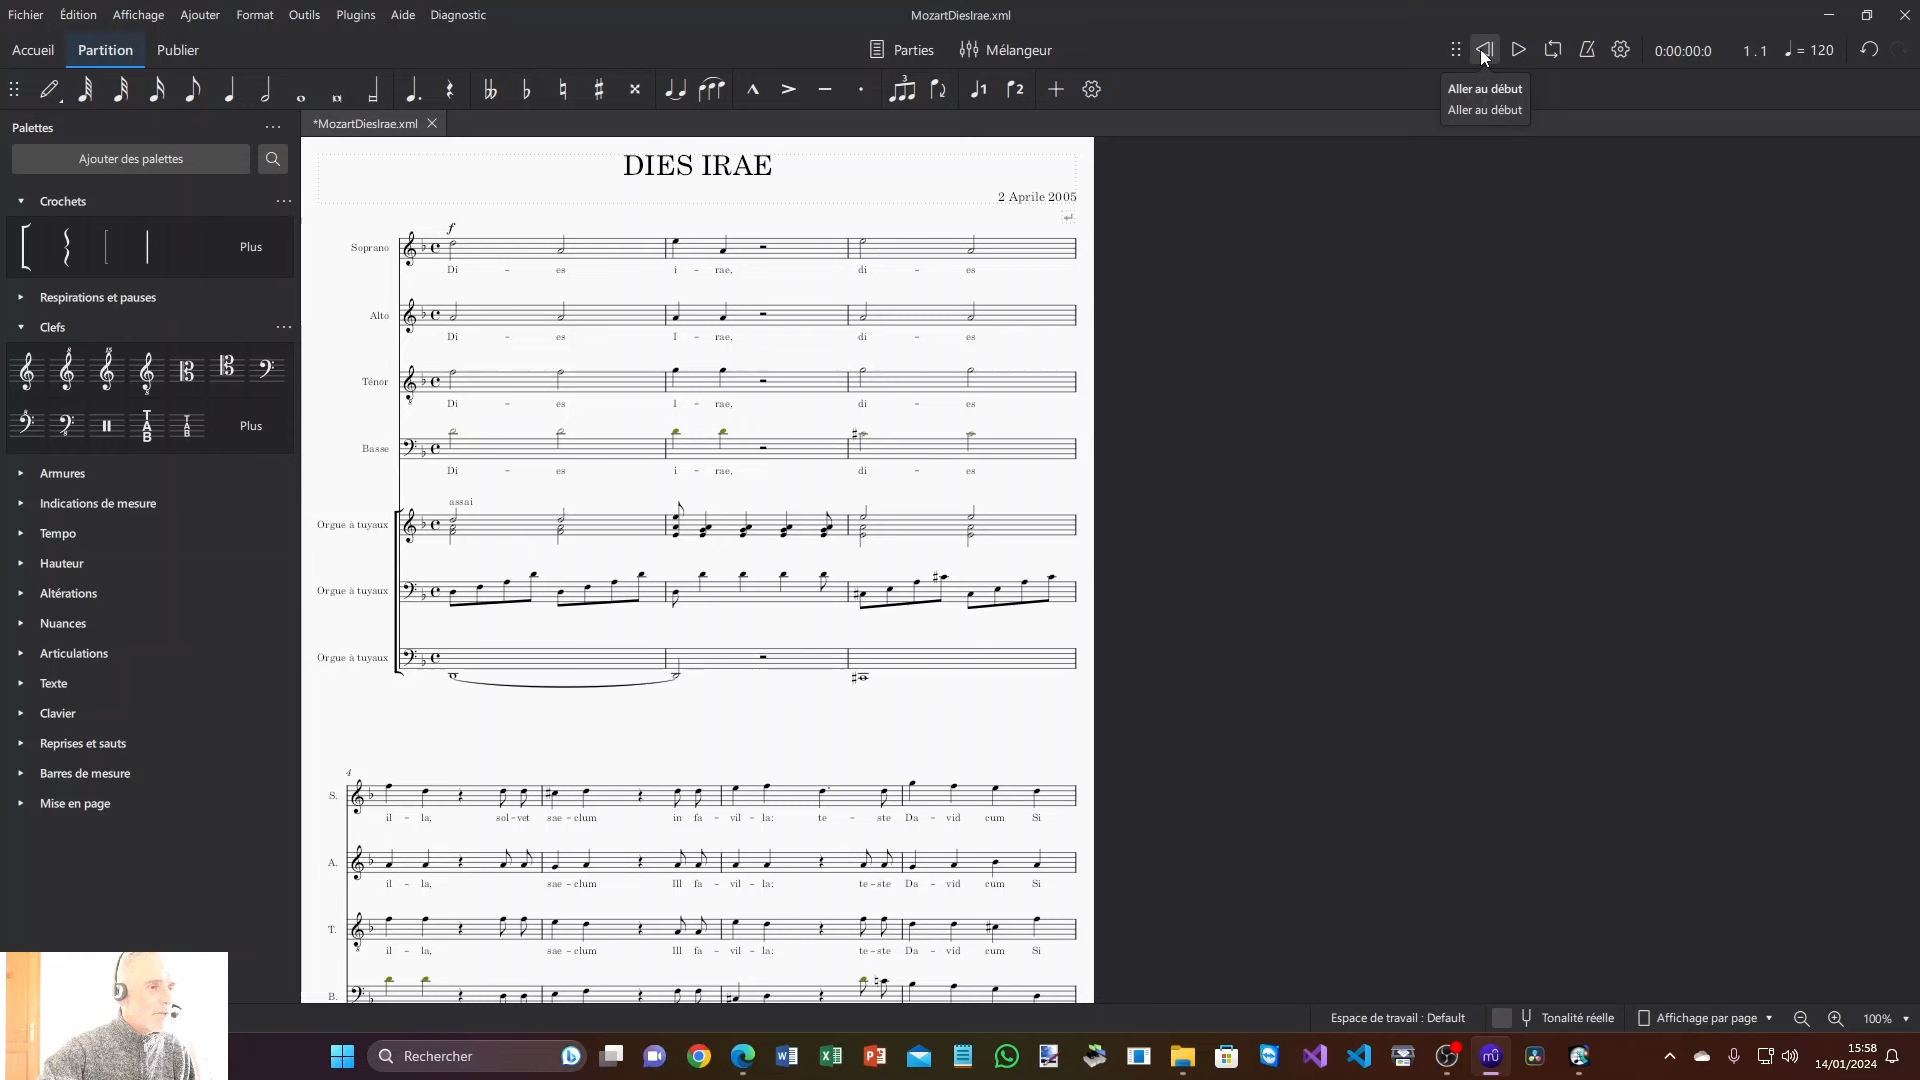 Fichier Édition Affichage Ajouter Format Outils Plugins Aide Diagnostic
MozartDiesIrae.xml
Accueil Partition Publier
Parties Mélangeur
0:00:00:0 1 . 1 = 120
Aller au début
Aller au début
Palettes
*MozartDiesIrae.xml
Ajouter des palettes
Crochets
Plus
Respirations et pauses
Clefs
Plus
Armures
Indications de mesure
Tempo
Hauteur
Altérations
Nuances
Articulations
Texte
Clavier
Reprises et sauts
Barres de mesure
Mise en page
DIES IRAE
2 Aprile 2005
f
Soprano
Di - es i - rae, di - es
Alto
Di - es I - rae, di - es
Ténor
Di - es I - rae, di - es
Basse
Di - es i - rae, di - es
assai
Orgue à tuyaux
Orgue à tuyaux
Orgue à tuyaux
4
S.
il - la, sol - vet sae - clum in fa - vil - la: te - ste Da - vid cum Si
A.
il - la, sae - clum Ill fa - vil - la: te - ste Da - vid cum Si
T.
il - la, sae - clum Ill fa - vil - la: te - ste Da - vid cum Si
B.
Espace de travail : Default Tonalité réelle Affichage par page 100%
Rechercher
15:58
14/01/2024